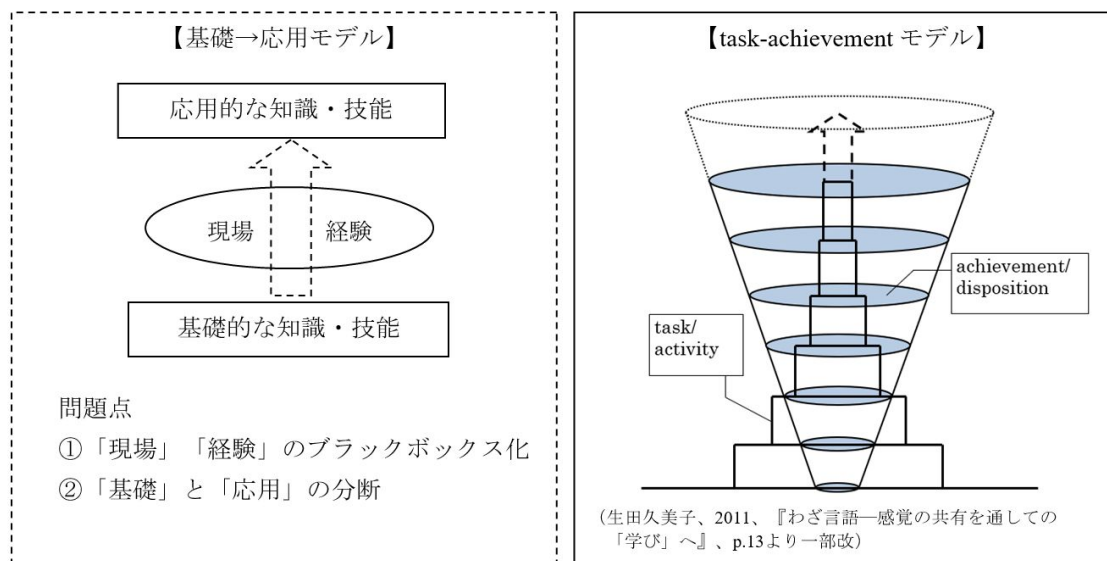 【基礎→応用モデル】
応用的な知識・技能
現場 経験
基礎的な知識・技能
問題点
①「現場」「経験」のブラックボックス化
②「基礎」と「応用」の分断
【task-achievement モデル】
achievement/
disposition
task/
activity
（生田久美子、2011、『わざ言語―感覚の共有を通しての
「学び」へ』、p.13より一部改）